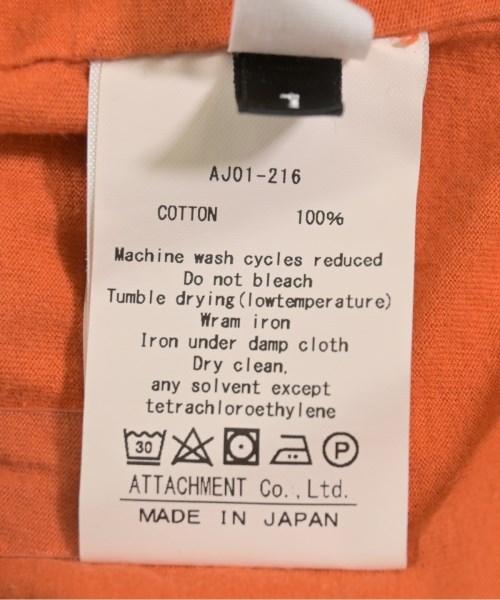 AJ01-216
COTTON 100%
Machine wash cycles reduced
Do not bleach
Tumble drying(lowtemperature)
Wram iron
Iron under damp cloth
Dry clean,
any solvent except
tetrachloroethylene
30 P
ATTACHMENT Co.,Ltd.
MADE IN JAPAN